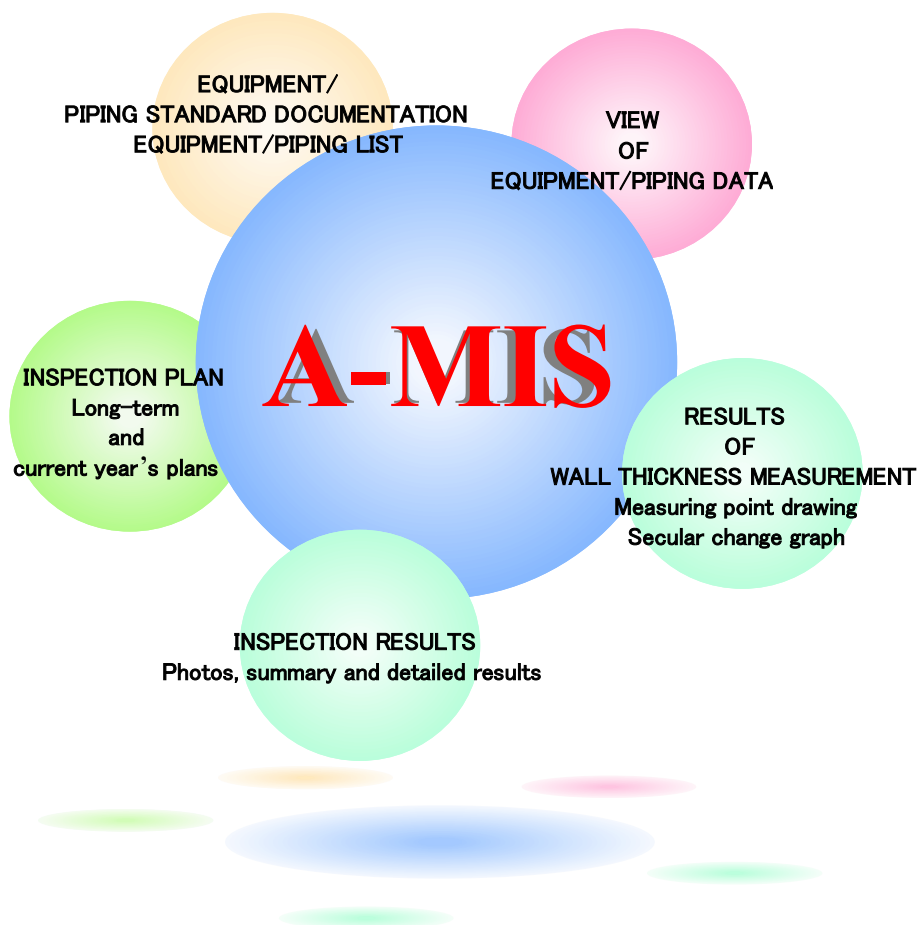 EQUIPMENT/
PIPING STANDARD DOCUMENTATION
EQUIPMENT/PIPING LIST
VIEW
OF
EQUIPMENT/PIPING DATA
A-MIS
INSPECTION PLAN
Long-term
and
current year’s plans
RESULTS
OF
WALL THICKNESS MEASUREMENT
Measuring point drawing
Secular change graph
INSPECTION RESULTS
Photos, summary and detailed results